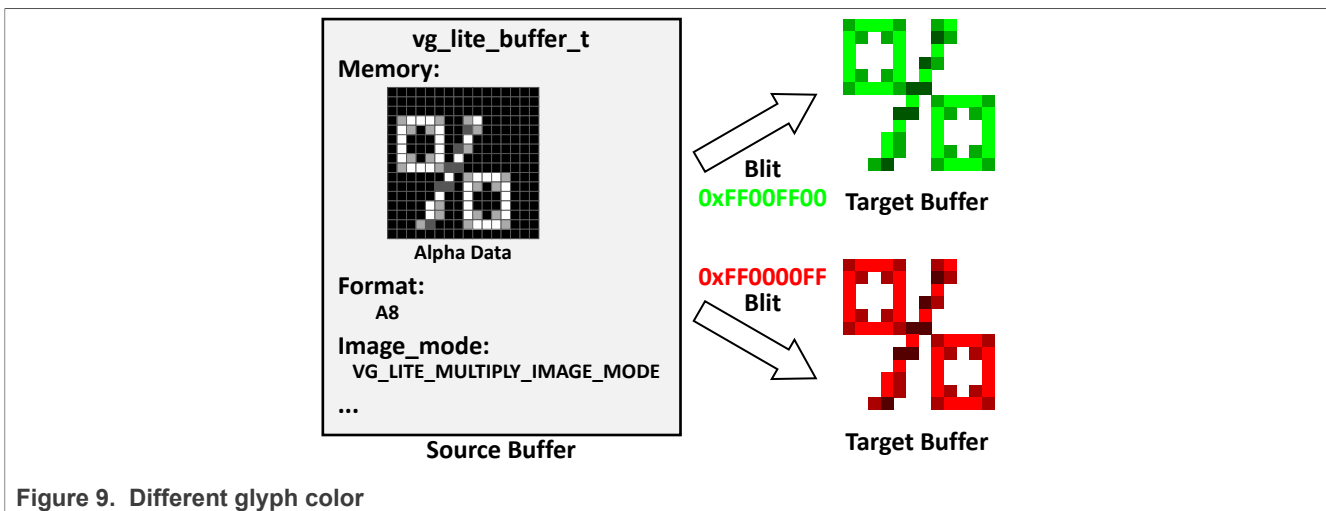 vg_lite_buffer_t
Memory:
Alpha Data
Format:
A8
Image_mode:
VG_LITE_MULTIPLY_IMAGE_MODE
...
Source Buffer
Blit
0xFF00FF00
Target Buffer
0xFF0000FF
Blit
Target Buffer
Figure 9. Different glyph color